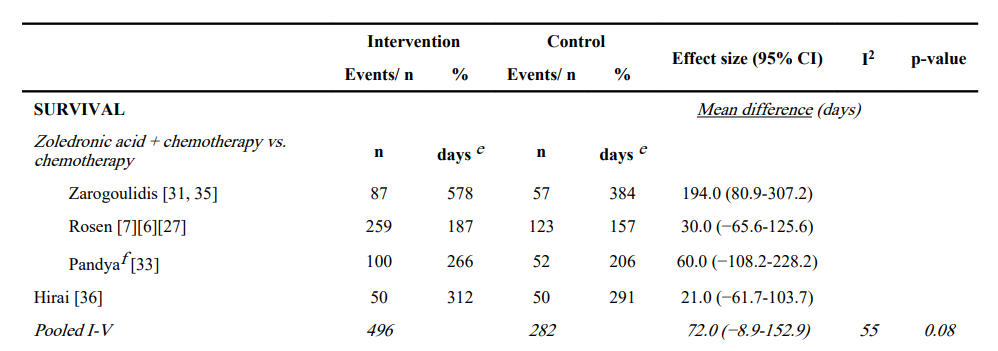 Intervention Control Effect size (95% CI) I² p-value
Events/ n % Events/ n %
SURVIVAL Mean difference (days)
Zoledronic acid + chemotherapy vs.
chemotherapy n days e n days e
Zarogoulidis [31, 35] 87 578 57 384 194.0 (80.9-307.2)
Rosen [7][6][27] 259 187 123 157 30.0 (−65.6-125.6)
Pandya f [33] 100 266 52 206 60.0 (−108.2-228.2)
Hirai [36] 50 312 50 291 21.0 (−61.7-103.7)
Pooled I-V 496 282 72.0 (−8.9-152.9) 55 0.08